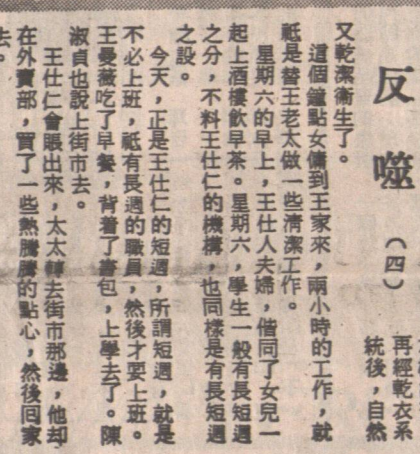 反噬（四）
再經乾衣系
統後，自然
又乾潔衛生了。
這個鐘點女傭到王家來，兩小時的工作，就
祗是替王老太做一些清潔工作。
星期六的早上，王仕人夫婦，偕同了女兒一
起上酒樓飲早茶。星期六，學生一般有長短週
之分，不料王仕仁的機構，也同樣是有長短週
之設。
今天，正是王仕仁的短週，所謂短週，就是
不必上班，祗有長週的職員，然後才要上班。
王曼薇吃了早餐，背着了書包，上學去了。陳
淑貞也說上街市去。
王仕仁會賬出來，太太轉去街市那邊，他却
在外賣部，買了一些熱騰騰的點心，然後回家
去。